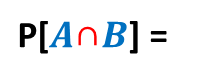 P[A∩B] =